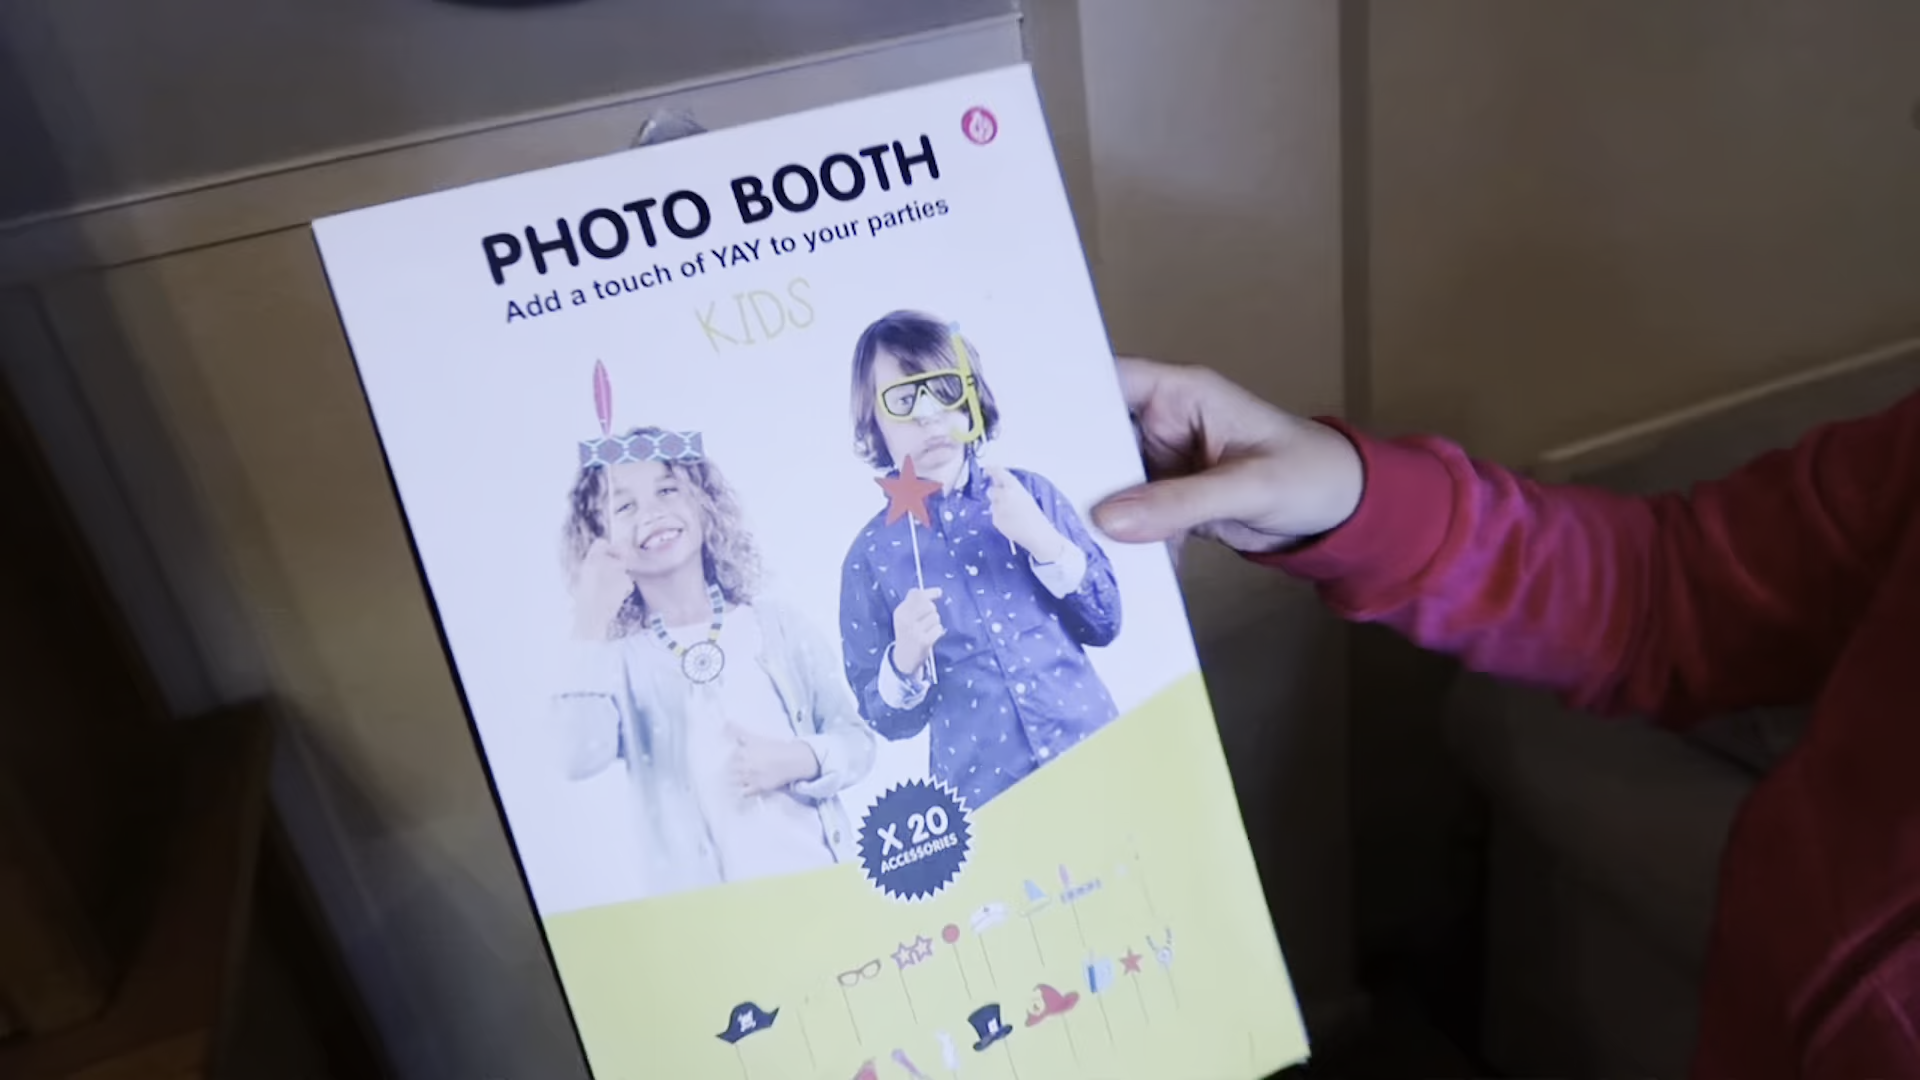 PHOTO BOOTH
Add a touch of YAY to your parties
KIDS
X 20
ACCESSORIES